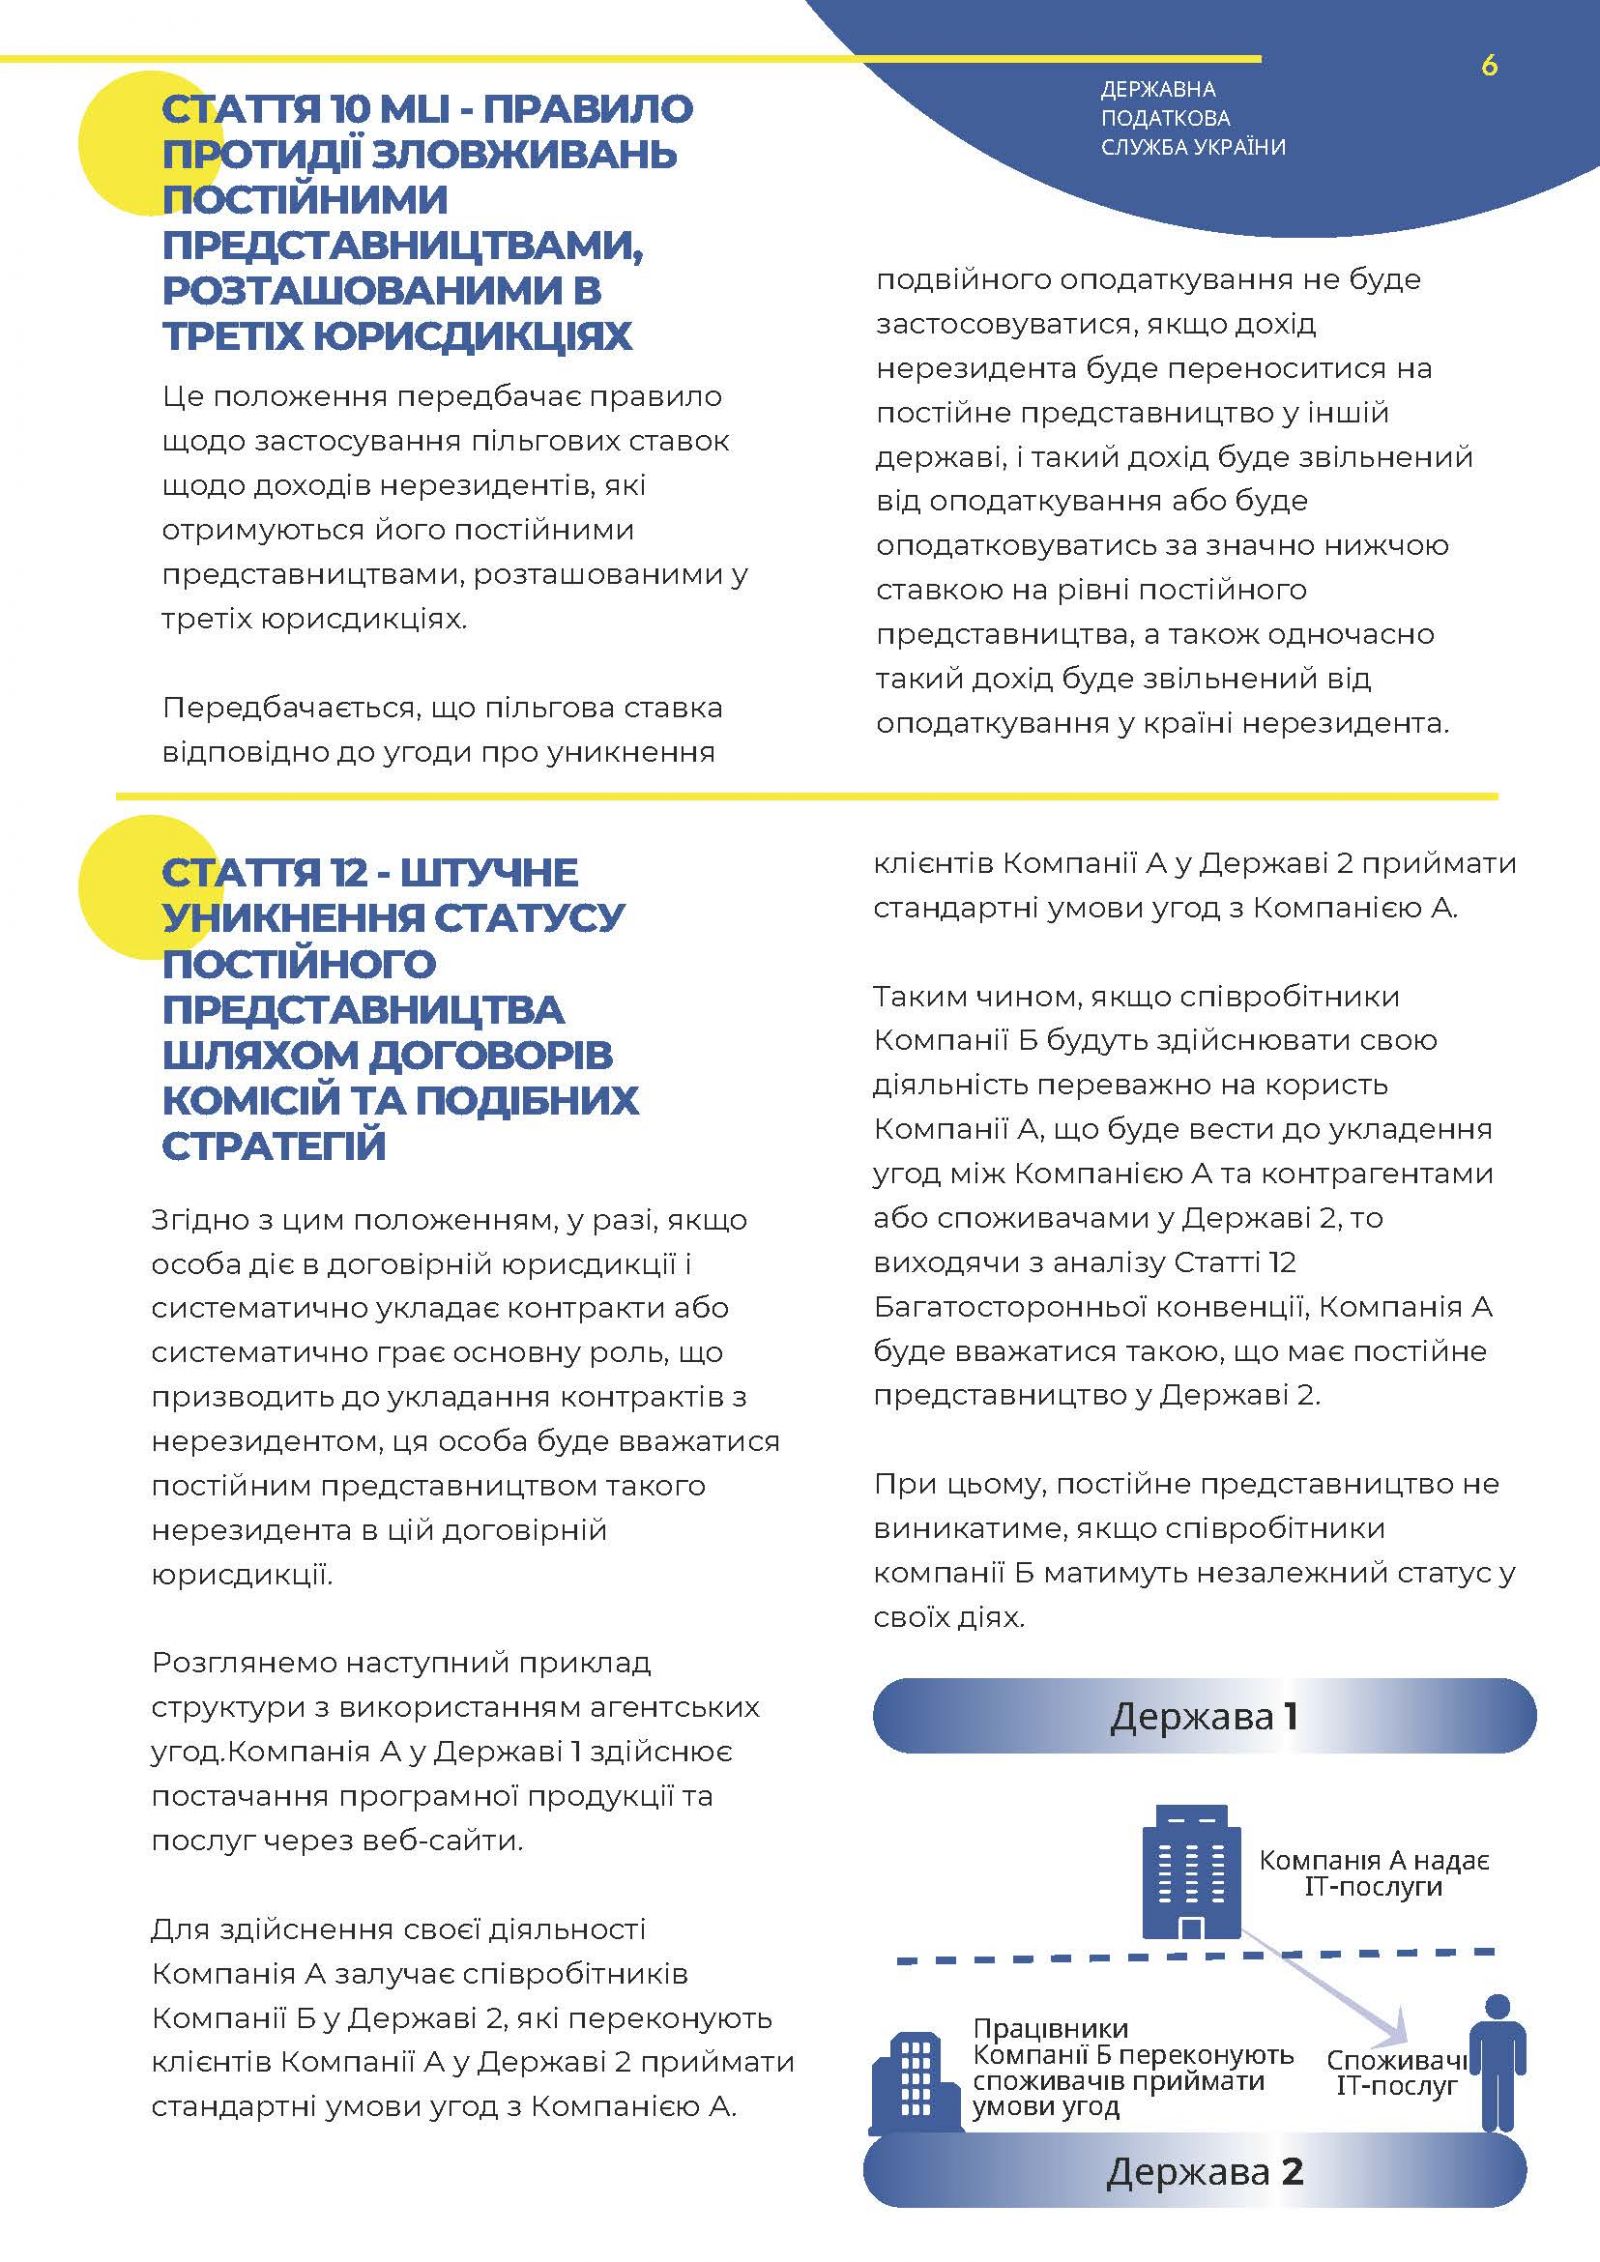 6
ДЕРЖАВНА
ПОДАТКОВА
СЛУЖБА УКРАЇНИ
СТАТТЯ 10 MLI - ПРАВИЛО
ПРОТИДІЇ ЗЛОВЖИВАНЬ
ПОСТІЙНИМИ
ПРЕДСТАВНИЦТВАМИ,
РОЗТАШОВАНИМИ В
ТРЕТІХ ЮРИСДИКЦІЯХ
Це положення передбачає правило
щодо застосування пільгових ставок
щодо доходів нерезидентів, які
отримуються його постійними
представництвами, розташованими у
третіх юрисдикціях.
Передбачається, що пільгова ставка
відповідно до угоди про уникнення
подвійного оподаткування не буде
застосовуватися, якщо дохід
нерезидента буде переноситися на
постійне представництво у іншій
державі, і такий дохід буде звільнений
від оподаткування або буде
оподатковуватись за значно нижчою
ставкою на рівні постійного
представництва, а також одночасно
такий дохід буде звільнений від
оподаткування у країні нерезидента.
СТАТТЯ 12 - ШТУЧНЕ
УНИКНЕННЯ СТАТУСУ
ПОСТІЙНОГО
ПРЕДСТАВНИЦТВА
ШЛЯХОМ ДОГОВОРІВ
КОМІСІЙ ТА ПОДІБНИХ
СТРАТЕГІЙ
Згідно з цим положенням, у разі, якщо
особа діє в договірній юрисдикції і
систематично укладає контракти або
систематично грає основну роль, що
призводить до укладання контрактів з
нерезидентом, ця особа буде вважатися
постійним представництвом такого
нерезидента в цій договірній
юрисдикції.
Розглянемо наступний приклад
структури з використанням агентських
угод.Компанія А у Державі 1 здійснює
постачання програмної продукції та
послуг через веб-сайти.
Для здійснення своєї діяльності
Компанія А залучає співробітників
Компанії Б у Державі 2, які переконують
клієнтів Компанії А у Державі 2 приймати
стандартні умови угод з Компанією А.
клієнтів Компанії А у Державі 2 приймати
стандартні умови угод з Компанією А.
Таким чином, якщо співробітники
Компанії Б будуть здійснювати свою
діяльність переважно на користь
Компанії А, що буде вести до укладення
угод між Компанією А та контрагентами
або споживачами у Державі 2, то
виходячи з аналізу Статті 12
Багатосторонньої конвенції, Компанія А
буде вважатися такою, що має постійне
представництво у Державі 2.
При цьому, постійне представництво не
виникатиме, якщо співробітники
компанії Б матимуть незалежний статус у
своїх діях.
Держава 1
Компанія А надає
ІТ-послуги
Працівники
Компанії Б переконують
споживачів приймати
умови угод
Споживачі
ІТ-послуг
Держава 2